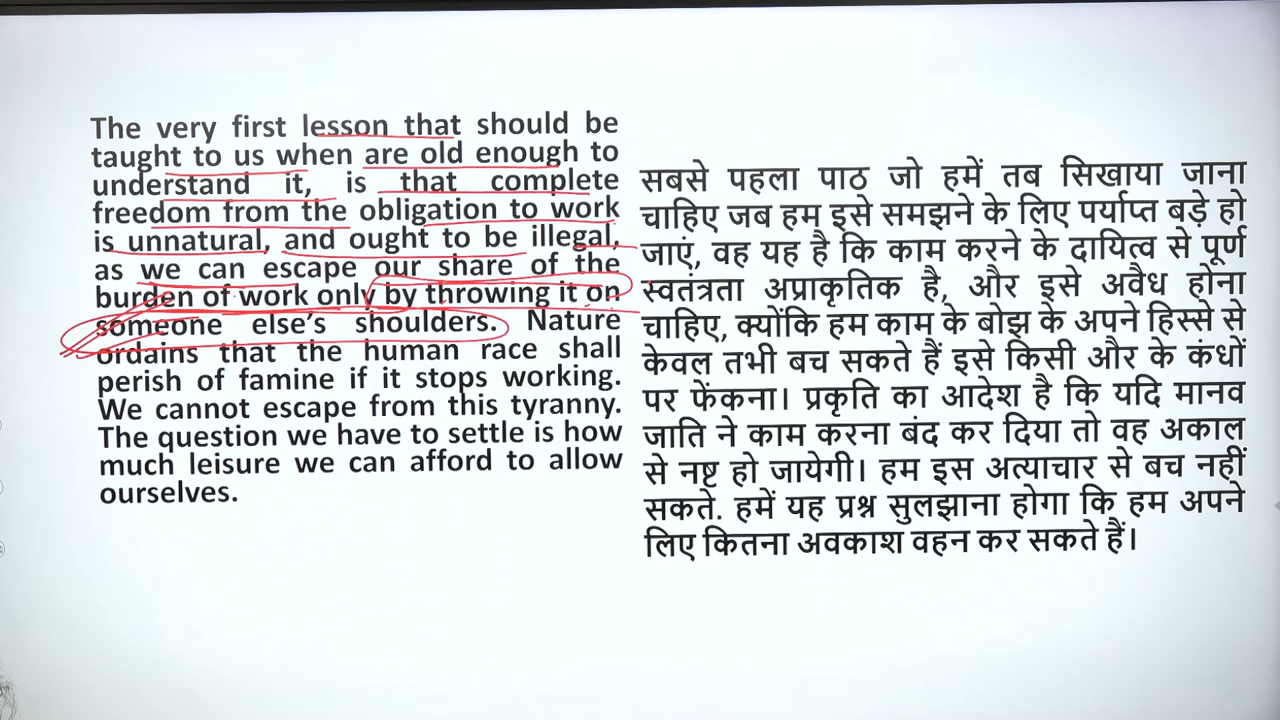 The very first lesson that should be
taught to us when are old enough to
understand it, is that complete
freedom from the obligation to work
is unnatural, and ought to be illegal,
as we can escape our share of the
burden of work only by throwing it on
someone else's shoulders. Nature
ordains that the human race shall
perish of famine if it stops working.
We cannot escape from this tyranny.
The question we have to settle is how
much leisure we can afford to allow
ourselves.
सबसे पहला पाठ जो हमें तब सिखाया जाना
चाहिए जब हम इसे समझने के लिए पर्याप्त बड़े हो
जाएं, वह यह है कि काम करने के दायित्व से पूर्ण
स्वतंत्रता अप्राकृतिक है, और इसे अवैध होना
चाहिए, क्योंकि हम काम के बोझ के अपने हिस्से से
केवल तभी बच सकते हैं इसे किसी और के कंधों
पर फेंकना। प्रकृति का आदेश है कि यदि मानव
जाति ने काम करना बंद कर दिया तो वह अकाल
से नष्ट हो जायेगी। हम इस अत्याचार से बच नहीं
सकते. हमें यह प्रश्न सुलझाना होगा कि हम अपने
लिए कितना अवकाश वहन कर सकते हैं।